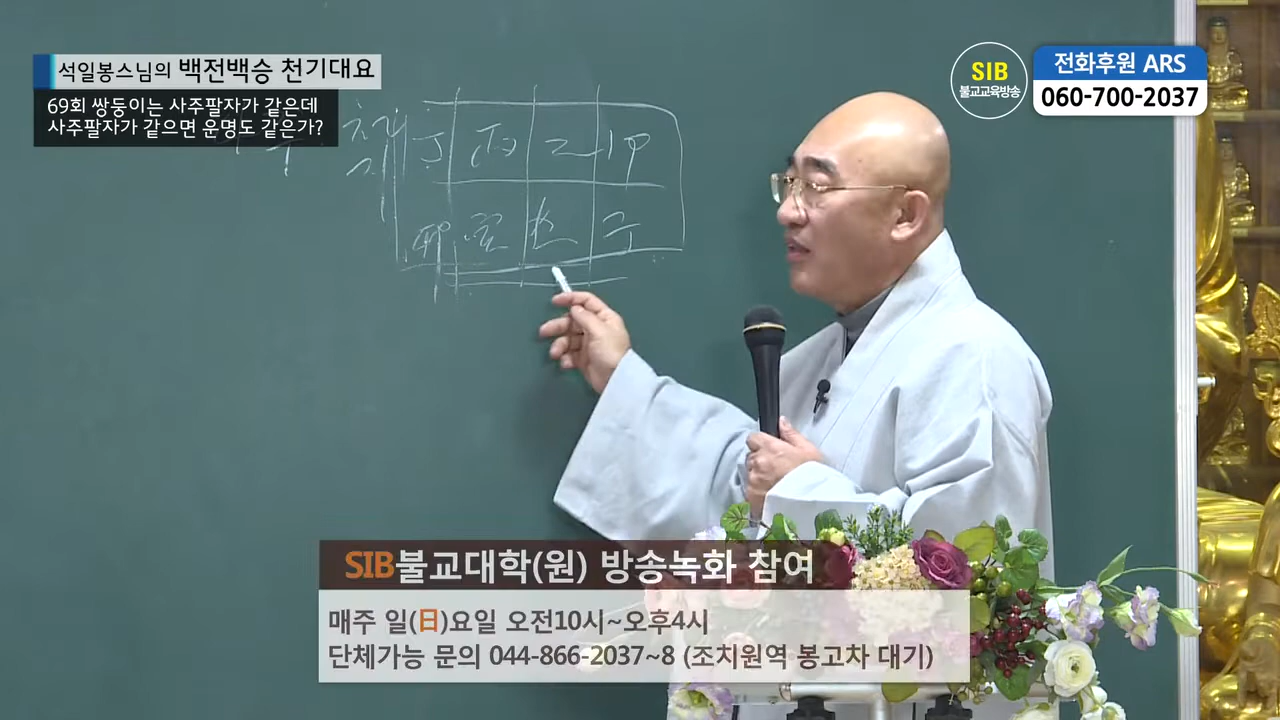 석일봉스님의 백전백승 천기대요
69회 쌍둥이는 사주팔자가 같은데
사주팔자가 같으면 운명도 같은가?
SIB
불교교육방송
전화후원 ARS
060-700-2037
SIB불교대학(원) 방송녹화 참여
매주 일(日)요일 오전10시~오후4시
단체가능 문의 044-866-2037~8 (조치원역 봉고차 대기)